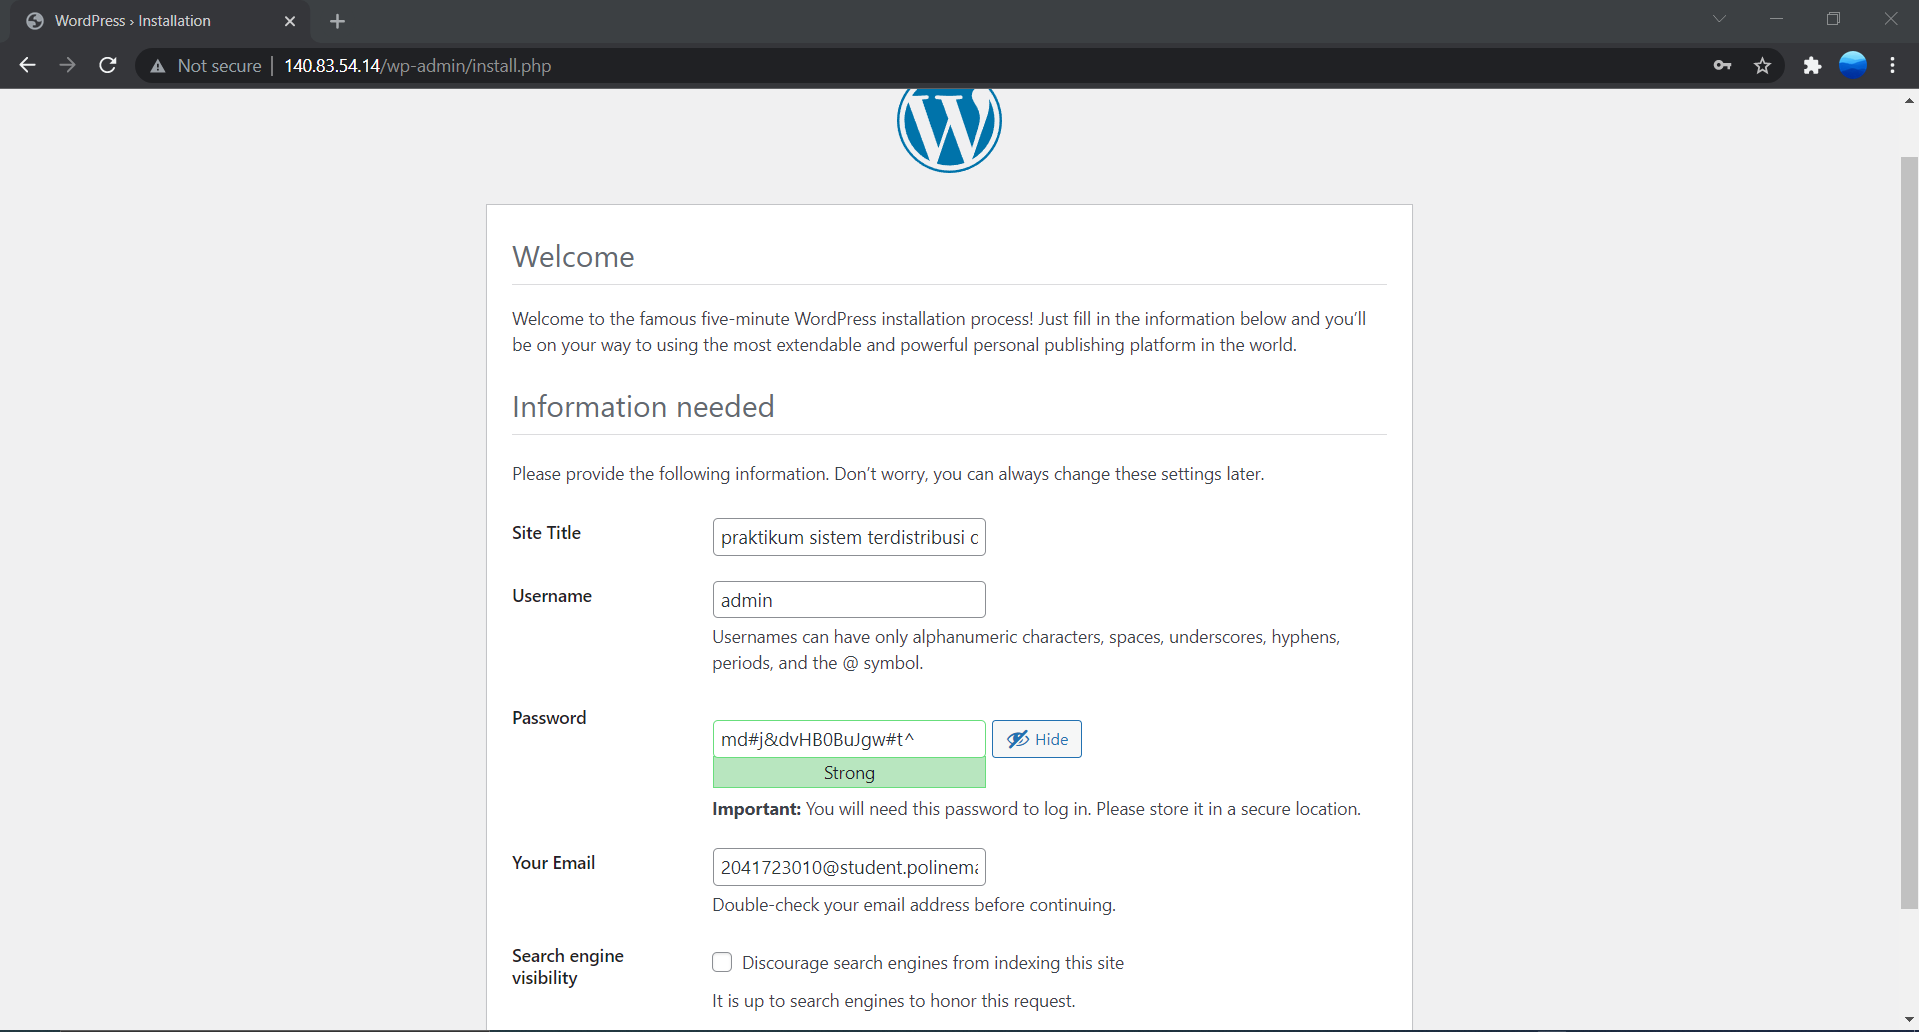 WordPress › Installation
Not secure
140.83.54.14/wp-admin/install.php
Welcome
Welcome to the famous five-minute WordPress installation process! Just fill in the information below and you’ll
be on your way to using the most extendable and powerful personal publishing platform in the world.
Information needed
Please provide the following information. Don’t worry, you can always change these settings later.
Site Title
praktikum sistem terdistribusi
Username
admin
Usernames can have only alphanumeric characters, spaces, underscores, hyphens,
periods, and the @ symbol.
Password
md#j&dvHB0BuJgw#t^
Hide
Strong
Important: You will need this password to log in. Please store it in a secure location.
Your Email
2041723010@student.polinema
Double-check your email address before continuing.
Search engine
visibility
Discourage search engines from indexing this site
It is up to search engines to honor this request.